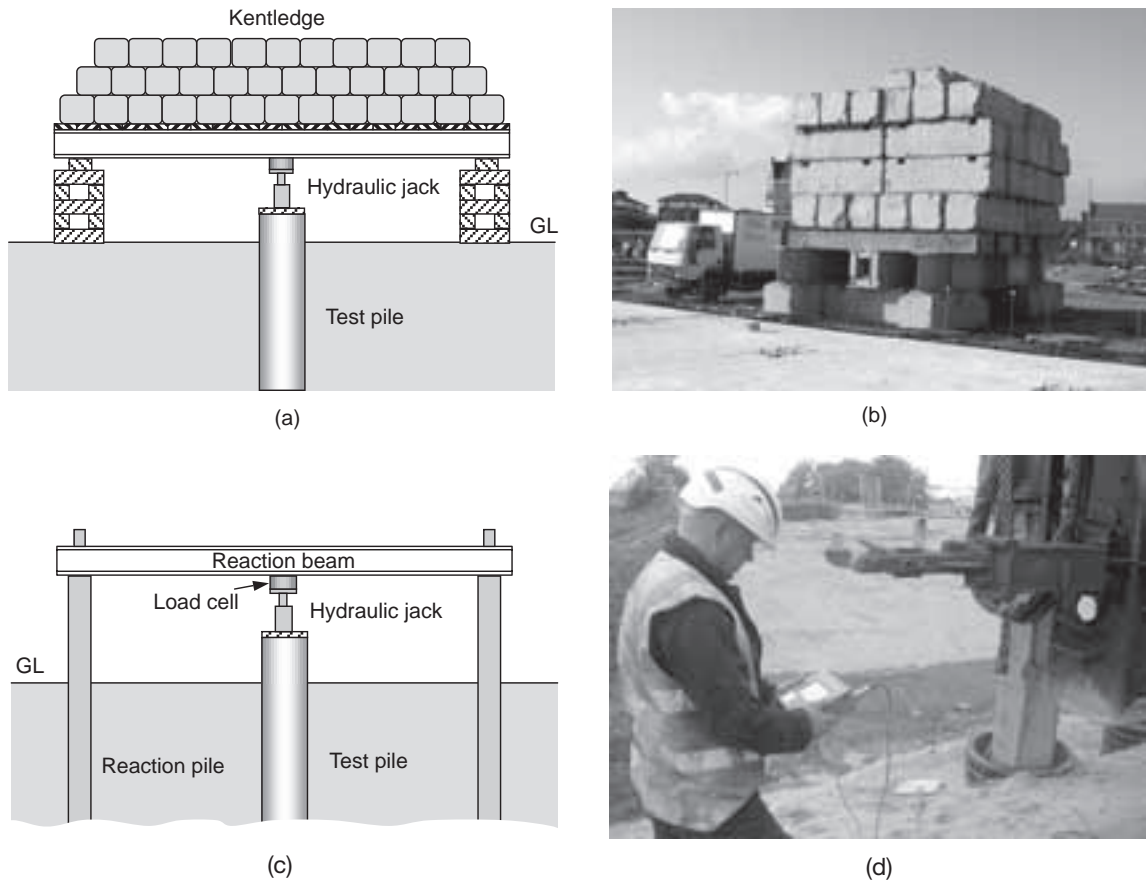 Kentledge
Hydraulic jack
GL
Test pile
(a)
(b)
Reaction beam
Load cell
Hydraulic jack
GL
Reaction pile
Test pile
(c)
(d)